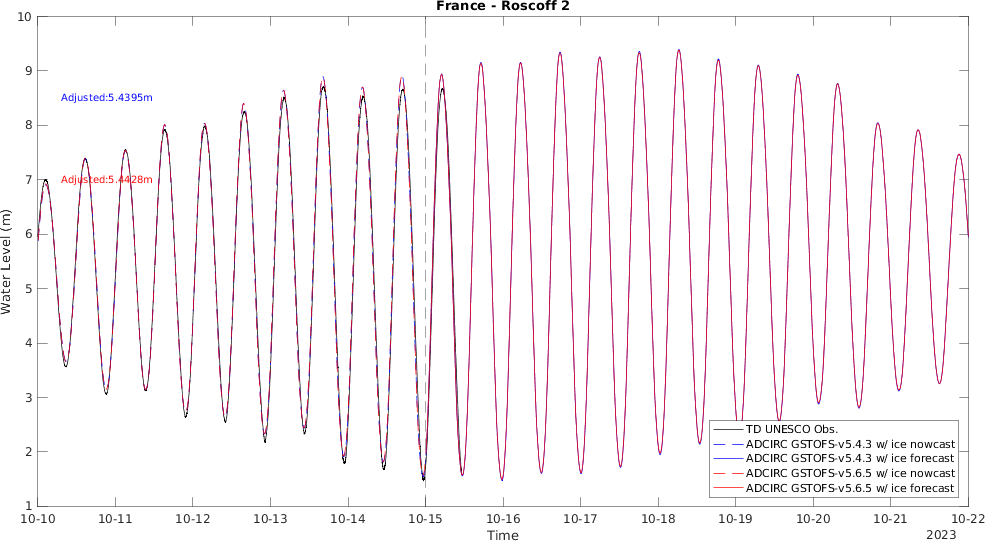 France - Roscoff 2
10
9
8
7
6
5
4
3
2
1
Water Level (m)
Adjusted:5.4395m
Adjusted:5.4428m
TD UNESCO Obs.
ADCIRC GSTOFS-v5.4.3 w/ ice nowcast
ADCIRC GSTOFS-v5.4.3 w/ ice forecast
ADCIRC GSTOFS-v5.6.5 w/ ice nowcast
ADCIRC GSTOFS-v5.6.5 w/ ice forecast
10-10 10-11 10-12 10-13 10-14 10-15 10-16 10-17 10-18 10-19 10-20 10-21 10-22
Time
2023